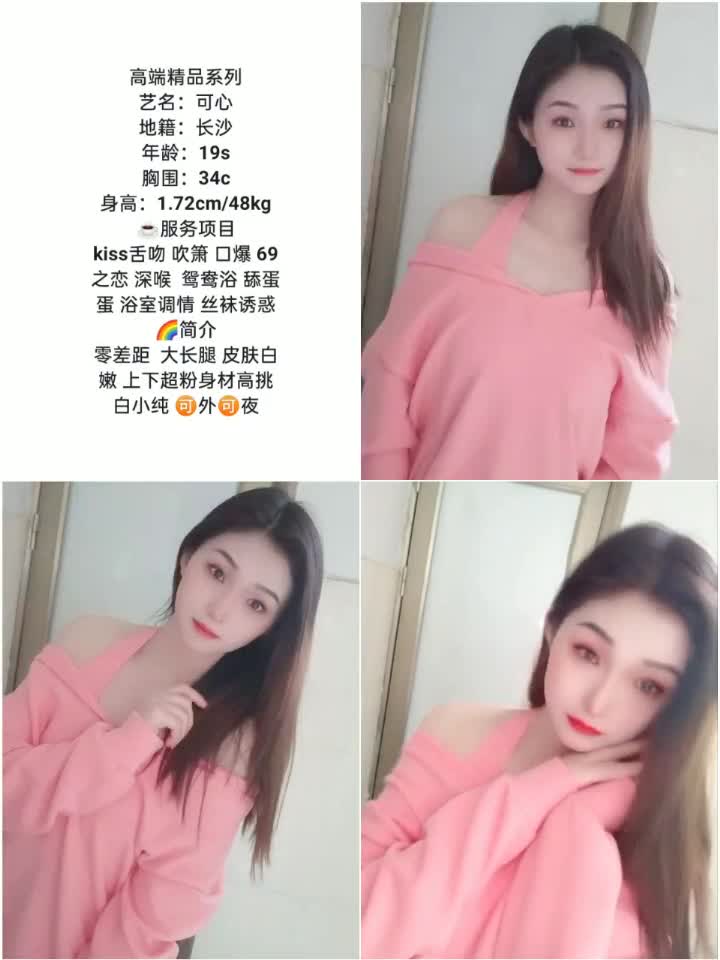 高端精品系列
艺名：可心
地籍：长沙
年龄：19s
胸围：34c
身高：1.72cm/48kg
☕服务项目
kiss舌吻 吹箫 口爆 69
之恋 深喉 鸳鸯浴 舔蛋
蛋 浴室调情 丝袜诱惑
🌈简介
零差距 大长腿 皮肤白
嫩 上下超粉身材高挑
白小纯 🉑外🉑夜